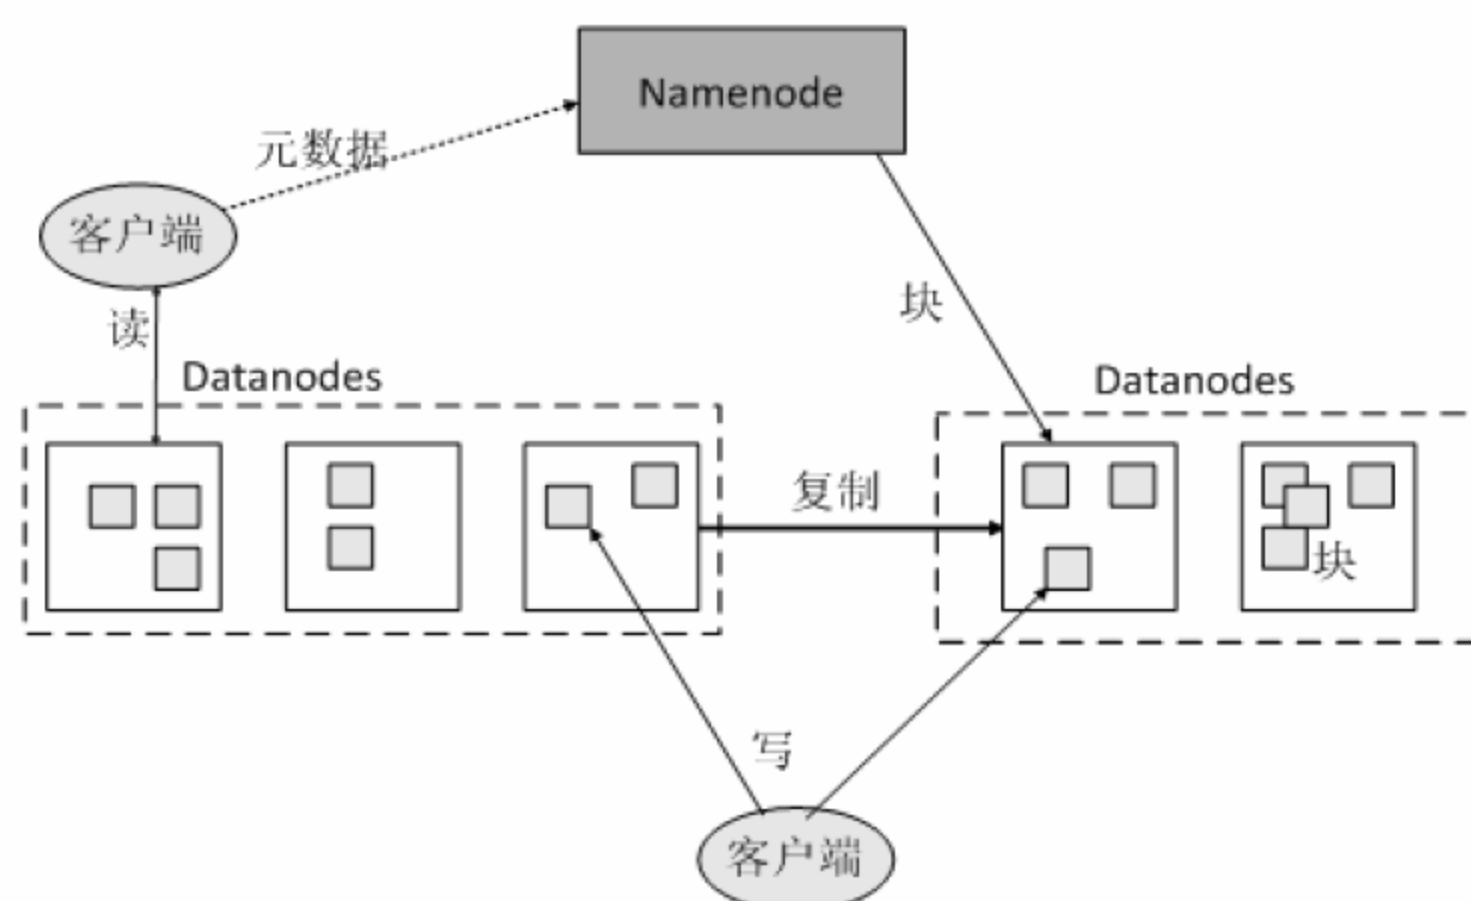 Namenode
元数据
客户端
块
读
Datanodes
Datanodes
复制
块
写
客户端